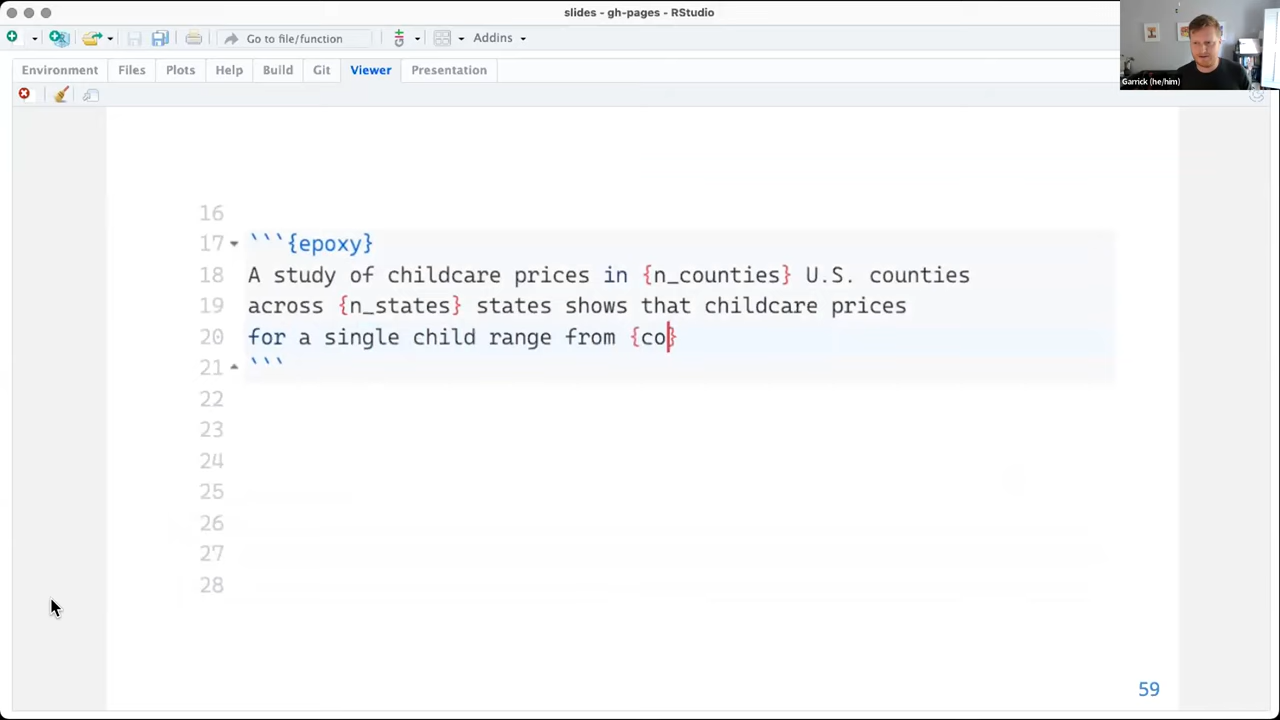 slides - gh-pages - RStudio
Go to file/function
Addins
Environment Files Plots Help Build Git Viewer Presentation
Garrick (he/him)
16
17 ```{epoxy}
18 A study of childcare prices in {n_counties} U.S. counties
19 across {n_states} states shows that childcare prices
20 for a single child range from {co}
21 ```
22
23
24
25
26
27
28
59